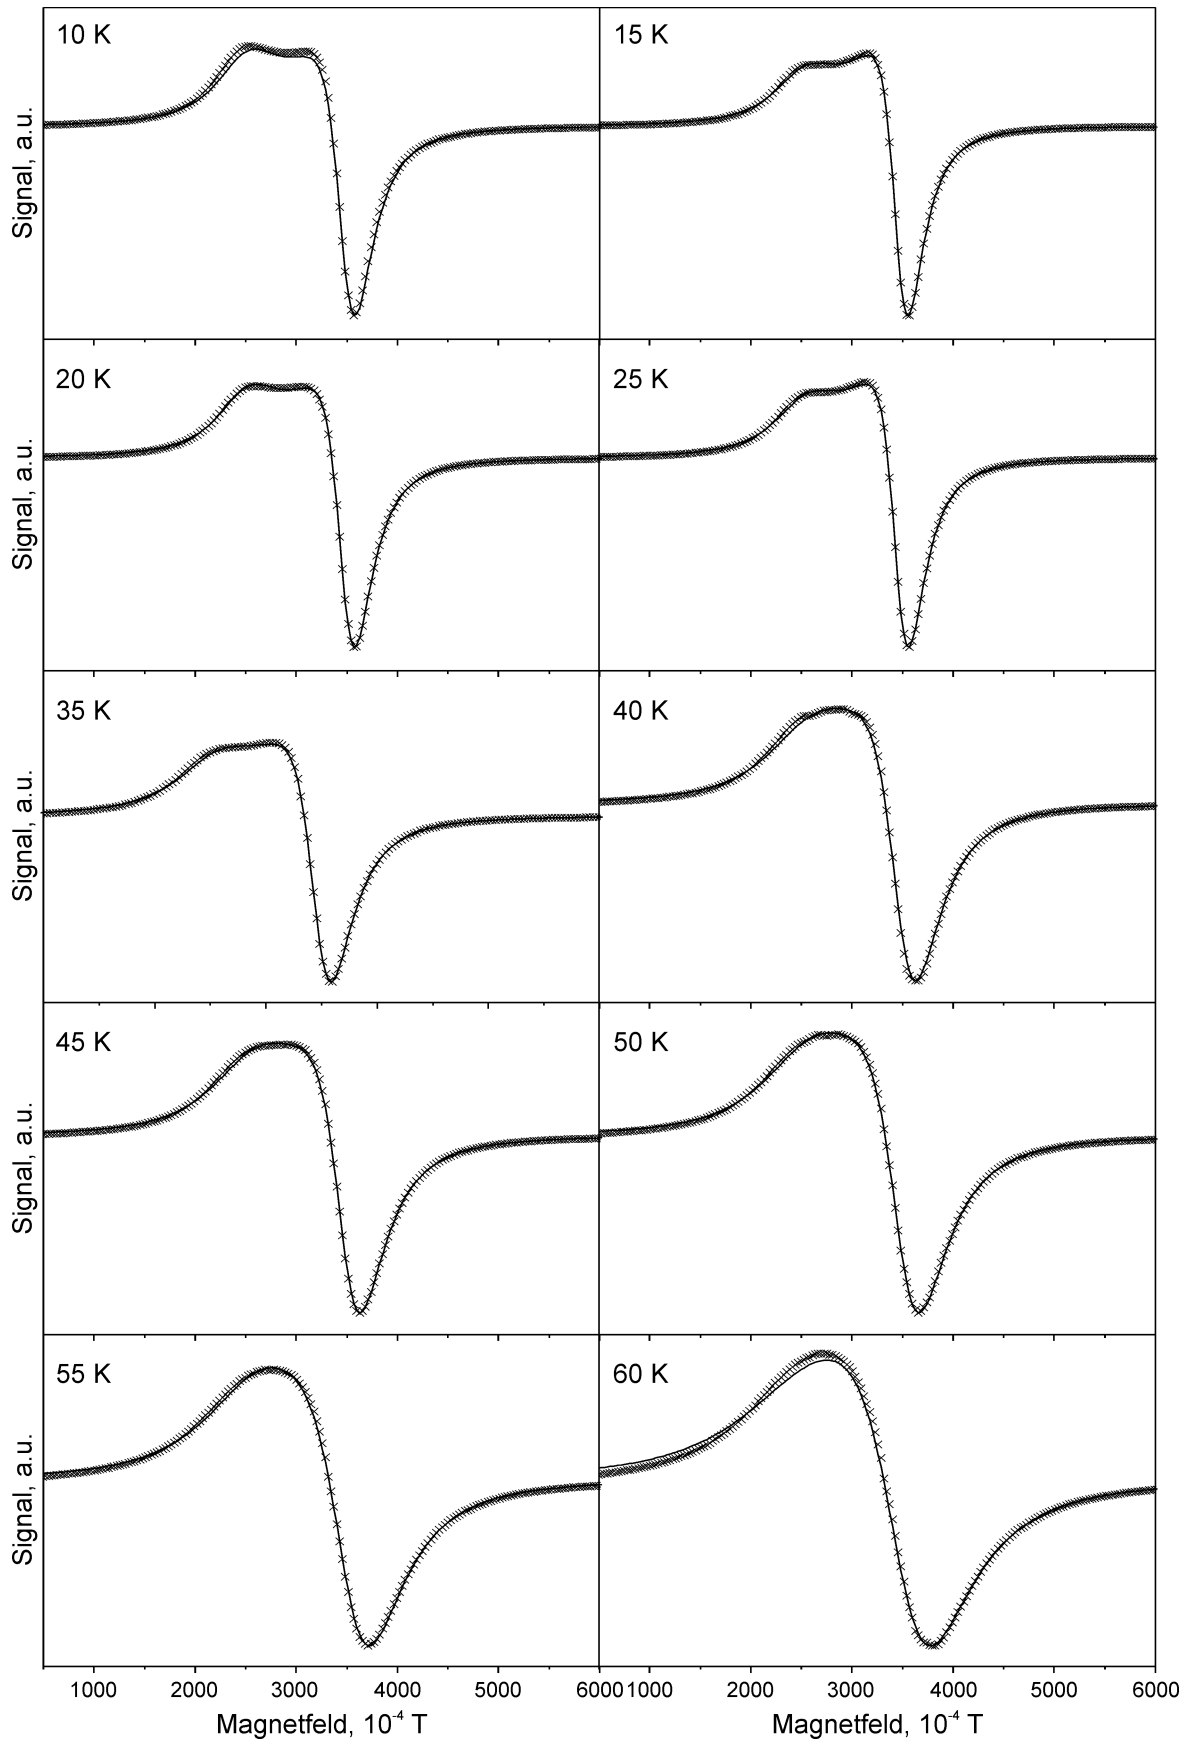 10 K
15 K
Signal, a.u.
20 K
25 K
Signal, a.u.
35 K
40 K
Signal, a.u.
45 K
50 K
Signal, a.u.
55 K
60 K
Signal, a.u.
1000 2000 3000 4000 5000 6000 1000 2000 3000 4000 5000 6000
Magnetfeld, 10⁻⁴ T
Magnetfeld, 10⁻⁴ T